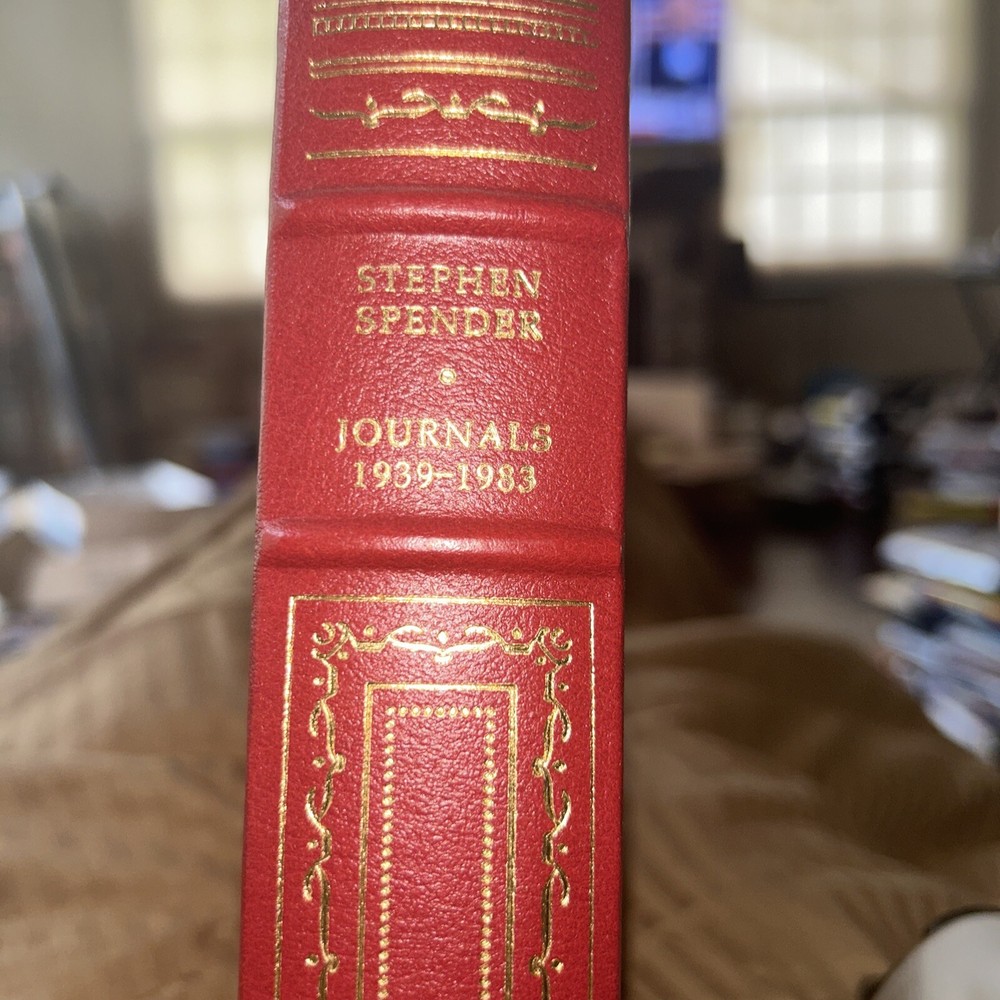 STEPHEN
SPENDER
JOURNALS
1939–1983